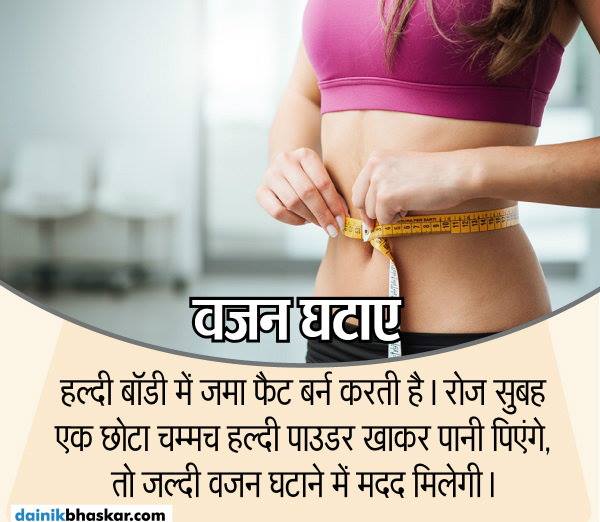 वजन घटाए
हल्दी बॉडी में जमा फैट बर्न करती है। रोज सुबह
एक छोटा चम्मच हल्दी पाउडर खाकर पानी पिएंगे,
तो जल्दी वजन घटाने में मदद मिलेगी।
dainikbhaskar.com